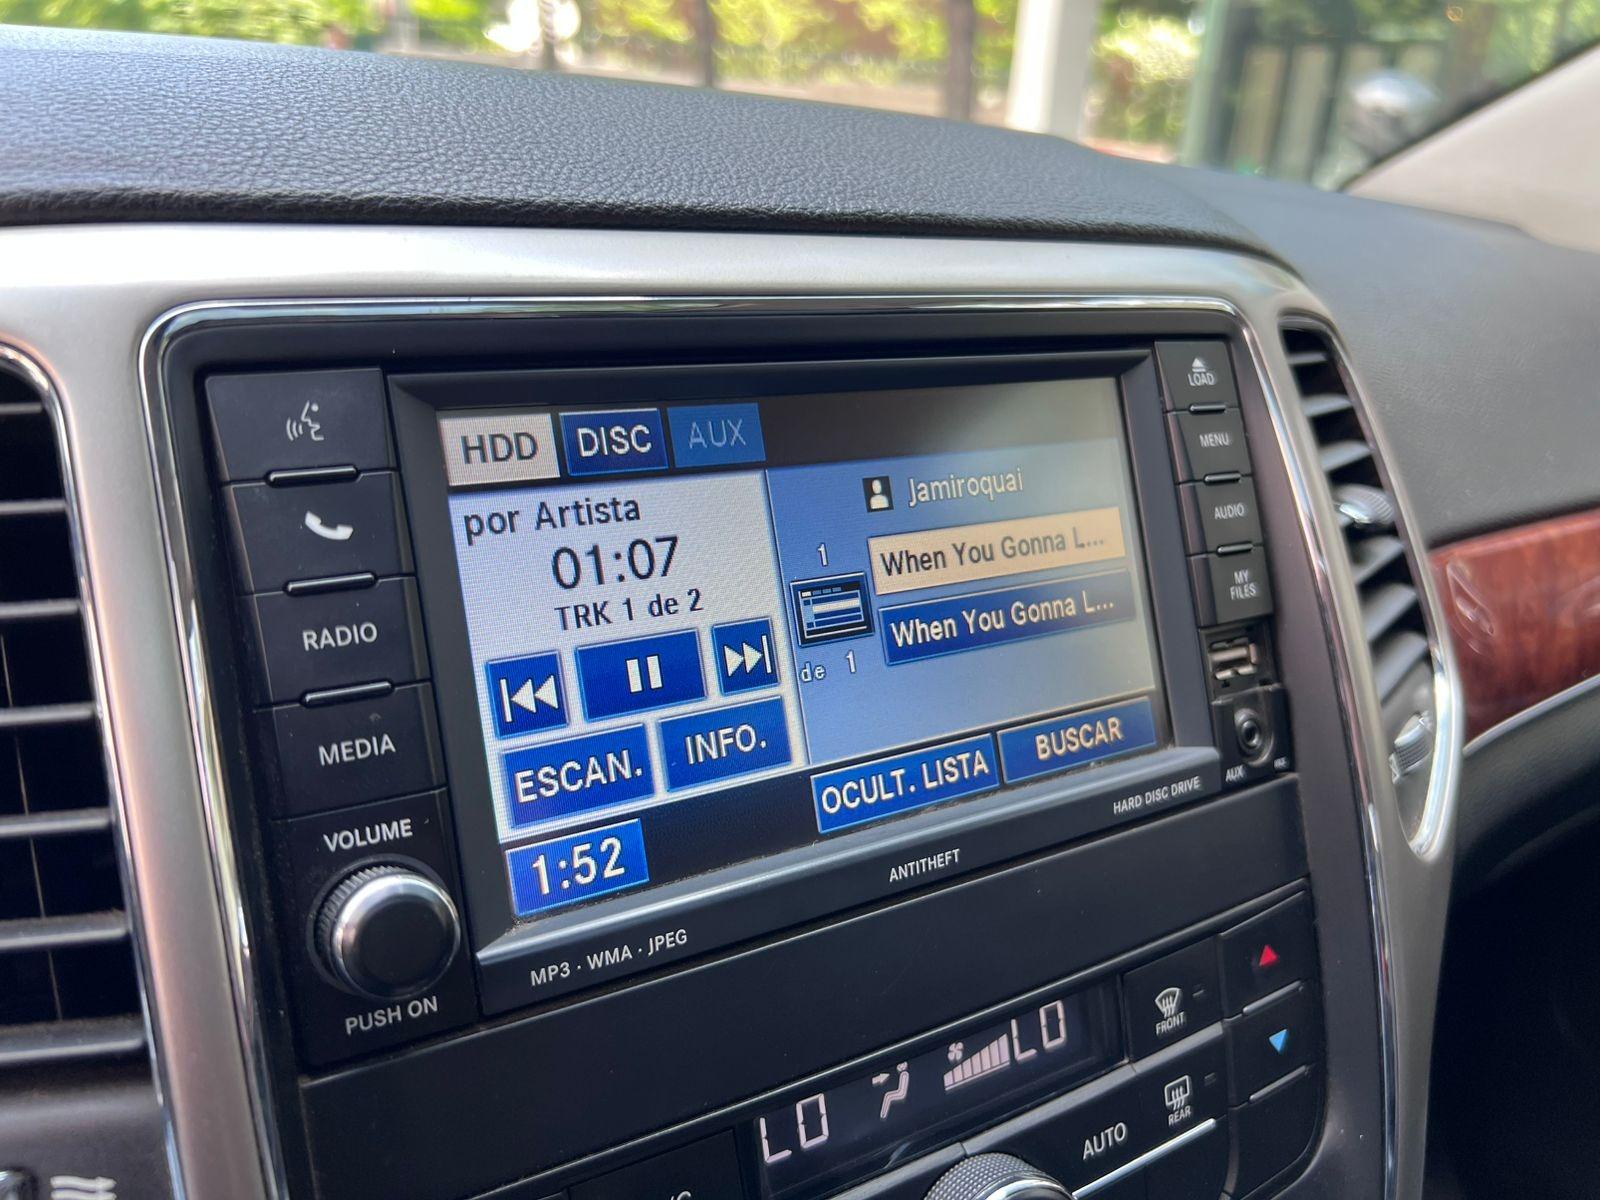 HDD DISC AUX
por Artista
01:07
TRK 1 de 2
Jamiroquai
1
de 1
When You Gonna L...
When You Gonna L...
ESCAN. INFO.
OCULT. LISTA BUSCAR
1:52
RADIO
MEDIA
VOLUME
PUSH ON
LOAD
MENU
AUDIO
MY
FILES
AUX
HARD DISC DRIVE
ANTITHEFT
MP3 · WMA · JPEG
LO LO
FRONT
REAR
AUTO